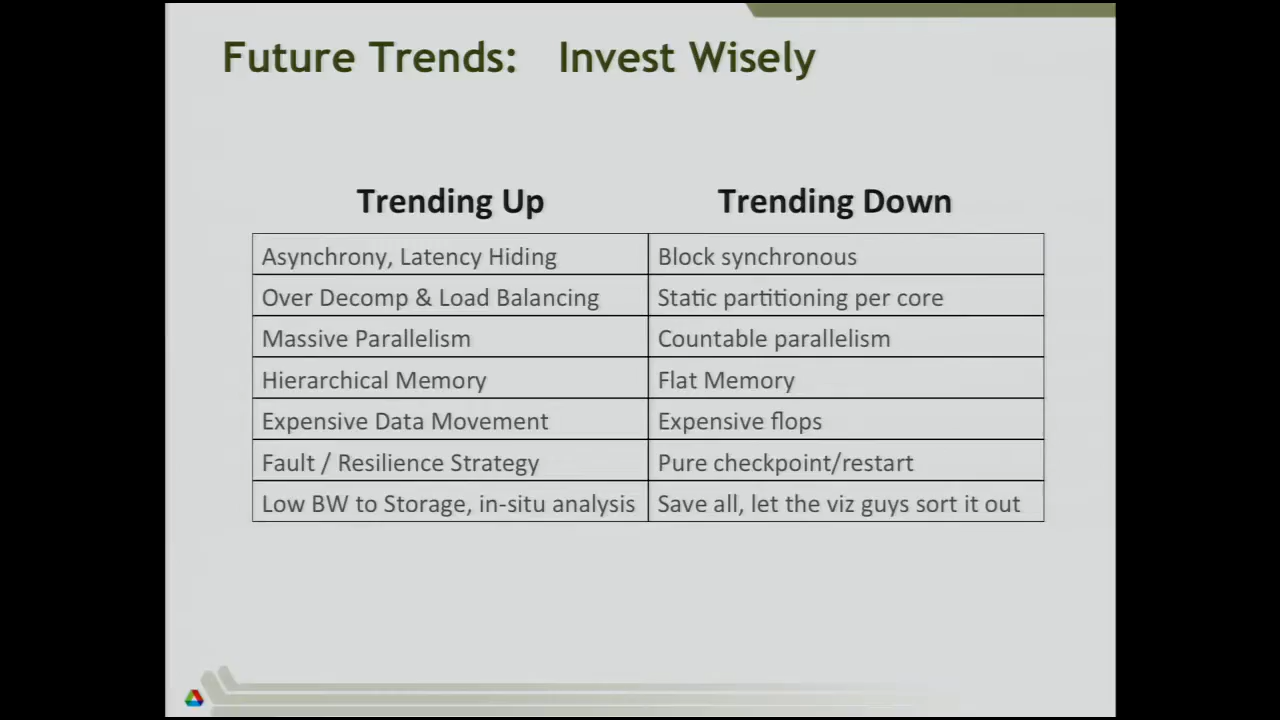 Future Trends: Invest Wisely
Trending Up Trending Down
Asynchrony, Latency Hiding Block synchronous
Over Decomp & Load Balancing Static partitioning per core
Massive Parallelism Countable parallelism
Hierarchical Memory Flat Memory
Expensive Data Movement Expensive flops
Fault / Resilience Strategy Pure checkpoint/restart
Low BW to Storage, in-situ analysis Save all, let the viz guys sort it out